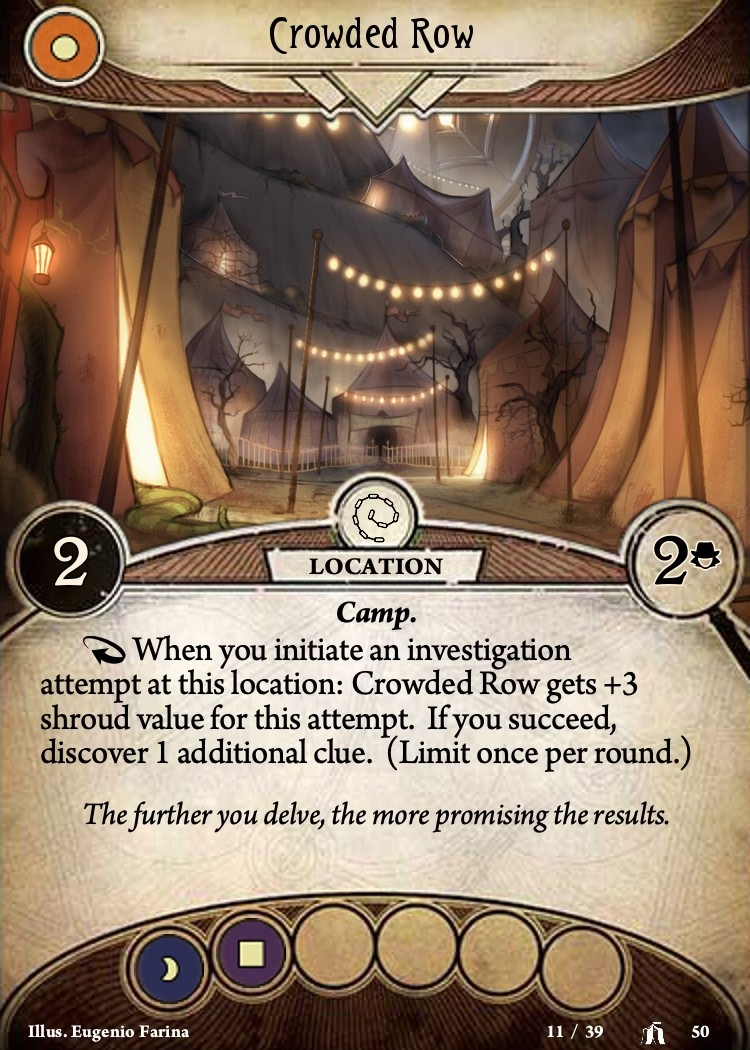 Crowded Row
2
LOCATION
2
Camp.
When you initiate an investigation
attempt at this location: Crowded Row gets +3
shroud value for this attempt. If you succeed,
discover 1 additional clue. (Limit once per round.)
The further you delve, the more promising the results.
Illus. Eugenio Farina
11 / 39
50